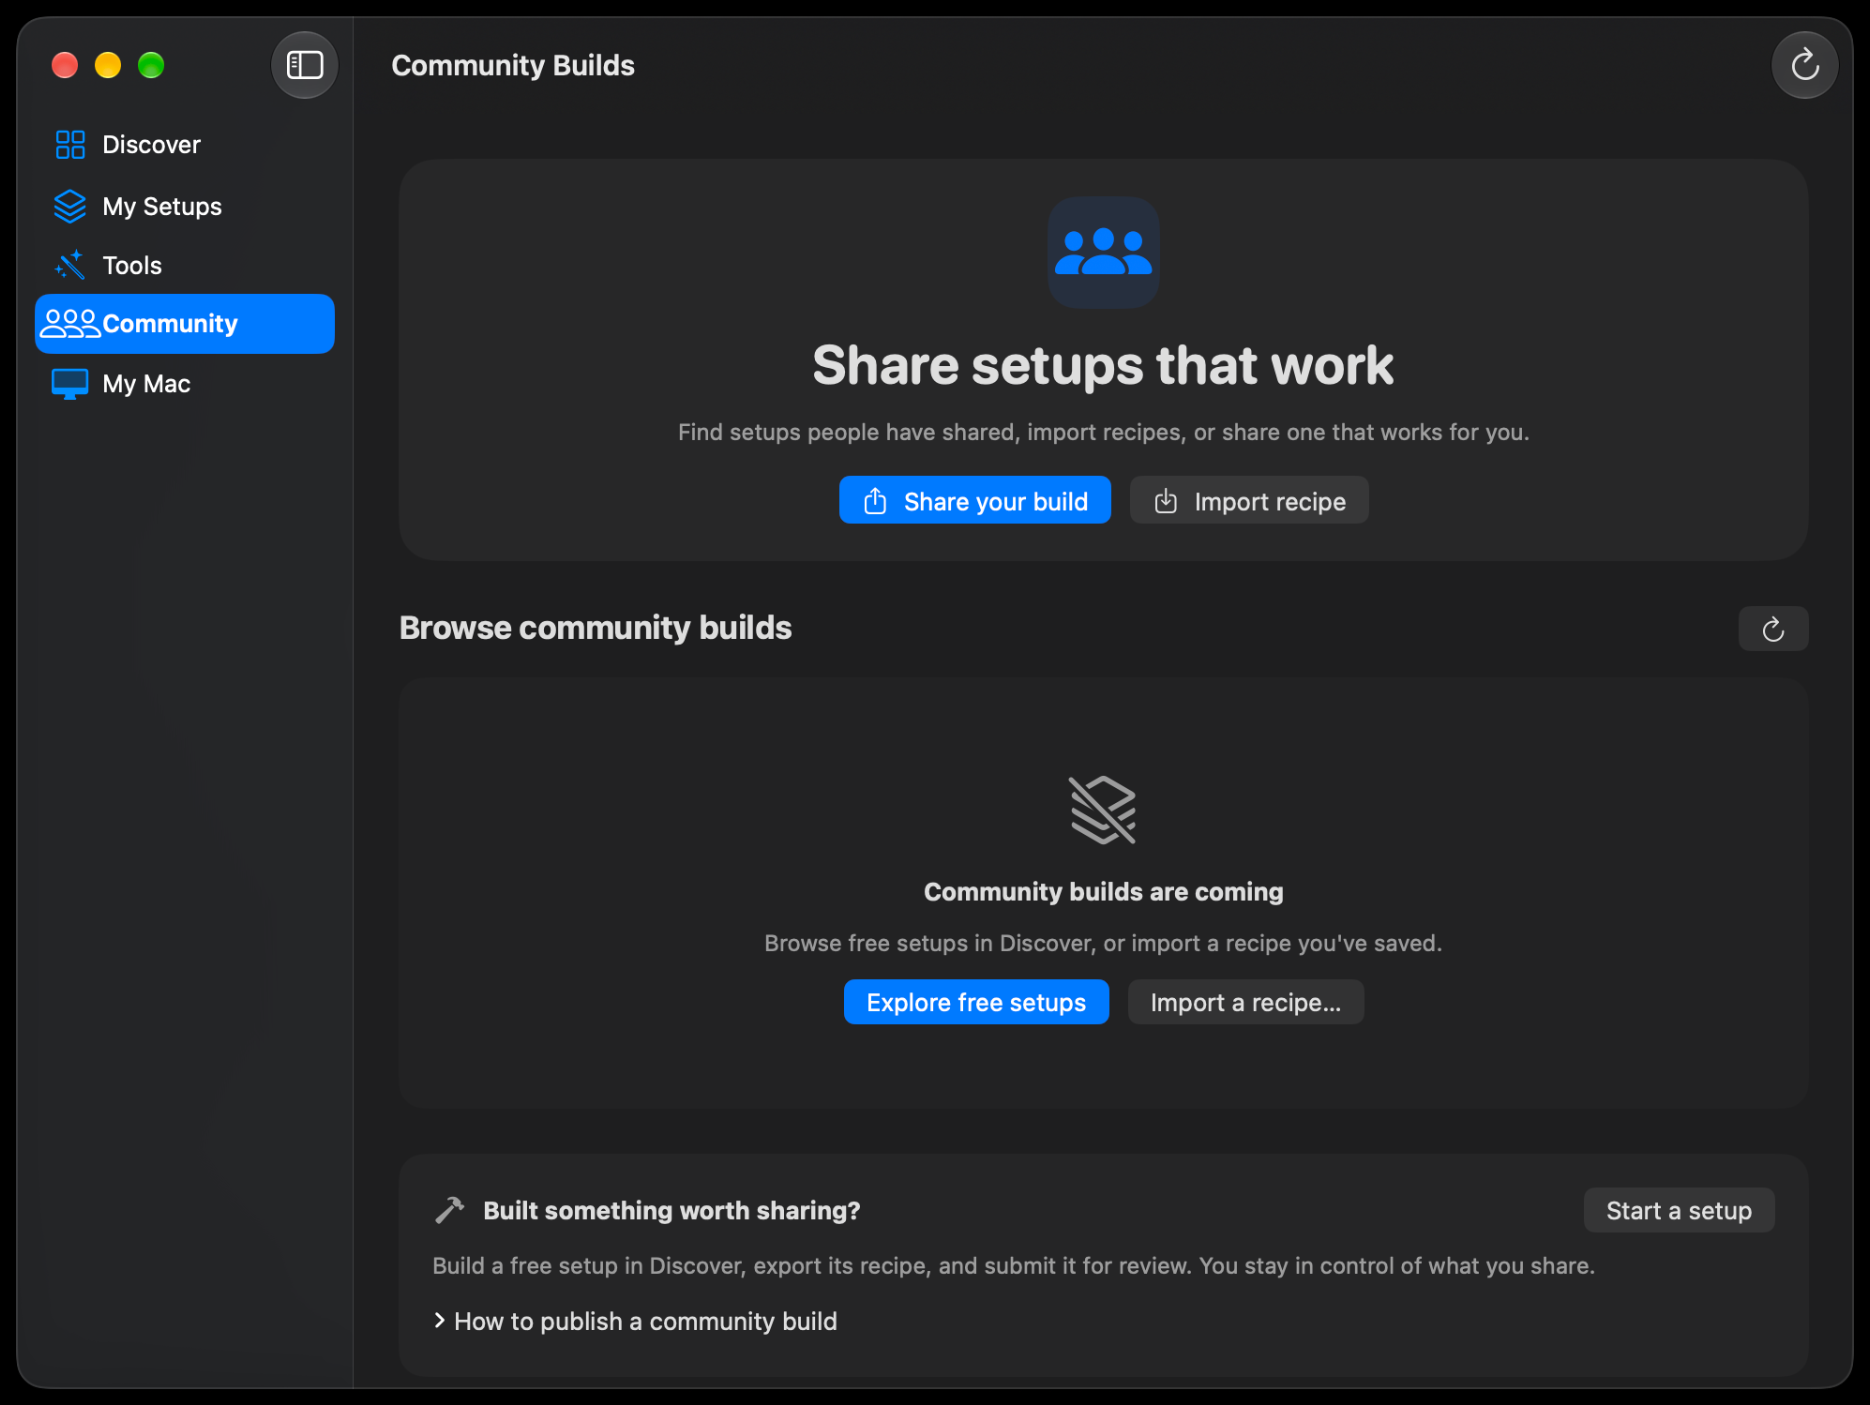 Community Builds
Discover
My Setups
Tools
Community
My Mac
Share setups that work
Find setups people have shared, import recipes, or share one that works for you.
Share your build
Import recipe
Browse community builds
Community builds are coming
Browse free setups in Discover, or import a recipe you've saved.
Explore free setups
Import a recipe...
Built something worth sharing?
Start a setup
Build a free setup in Discover, export its recipe, and submit it for review. You stay in control of what you share.
How to publish a community build